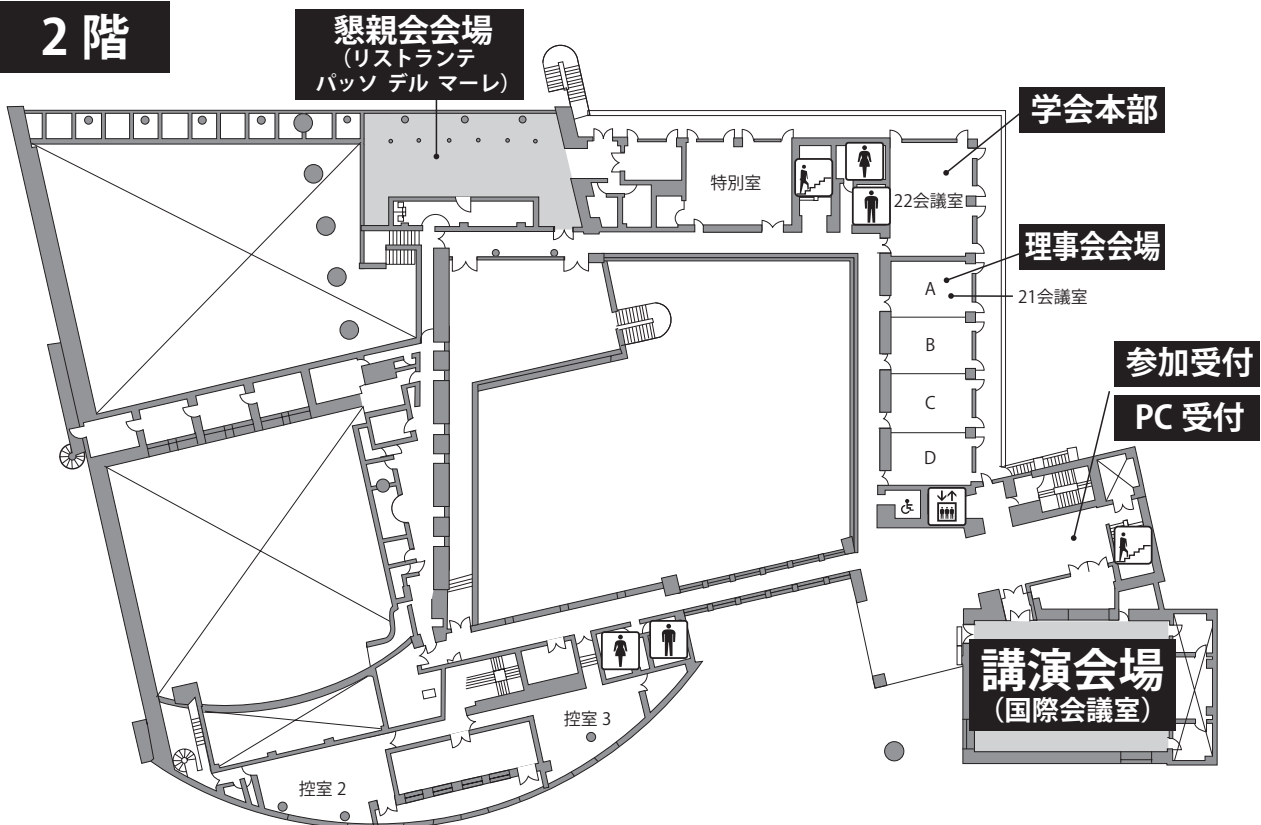 2 階
懇親会会場
（リストランテ
パッソ デル マーレ）
学会本部
特別室
22会議室
理事会会場
A
21会議室
B
参加受付
C
PC 受付
D
講演会場
（国際会議室）
控室 3
控室 2